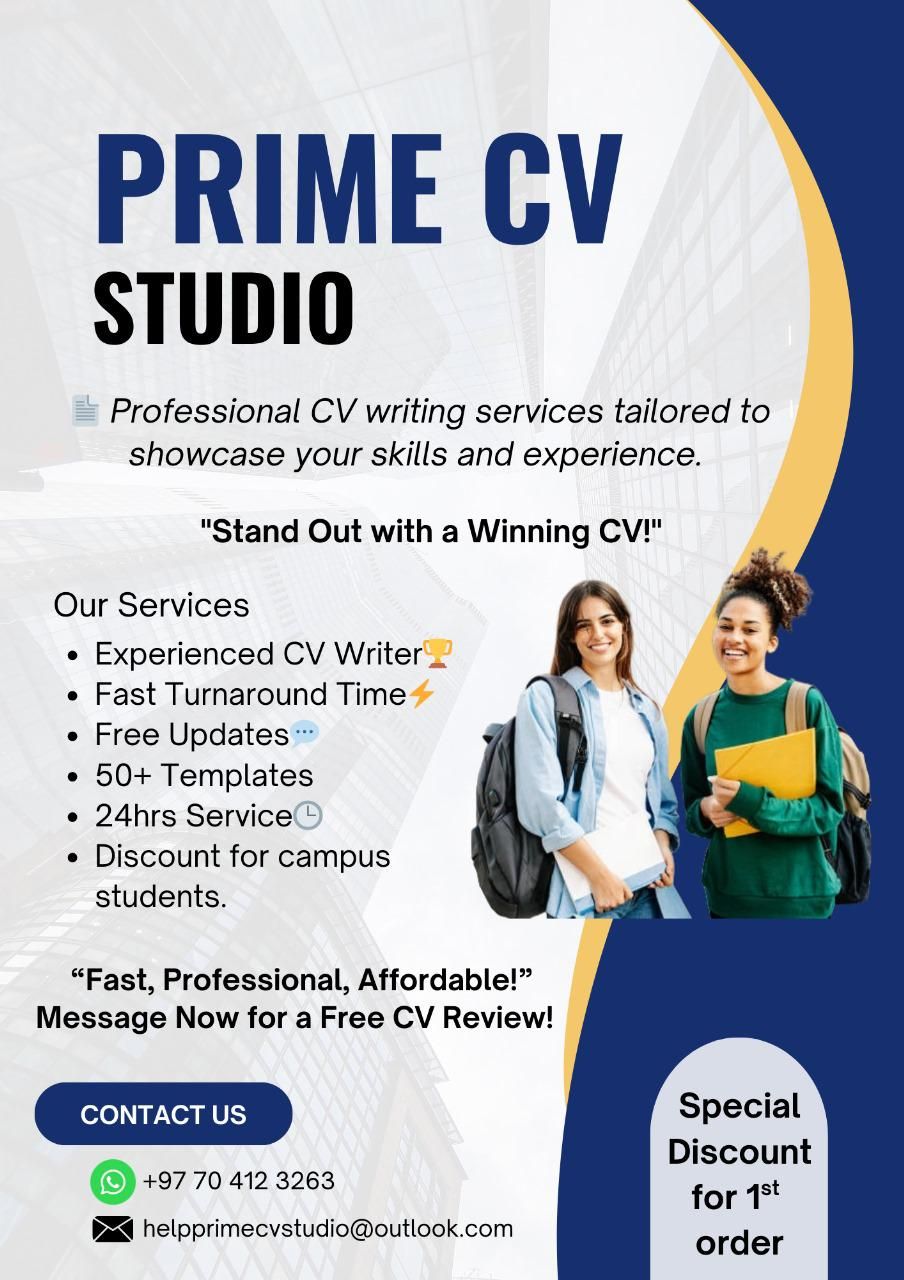 PRIME CV
STUDIO
Professional CV writing services tailored to
showcase your skills and experience.
"Stand Out with a Winning CV!"
Our Services
• Experienced CV Writer🏆
• Fast Turnaround Time⚡
• Free Updates💬
• 50+ Templates
• 24hrs Service🕒
• Discount for campus
students.
“Fast, Professional, Affordable!”
Message Now for a Free CV Review!
CONTACT US
+97 70 412 3263
helpprimecvstudio@outlook.com
Special
Discount
for 1st
order